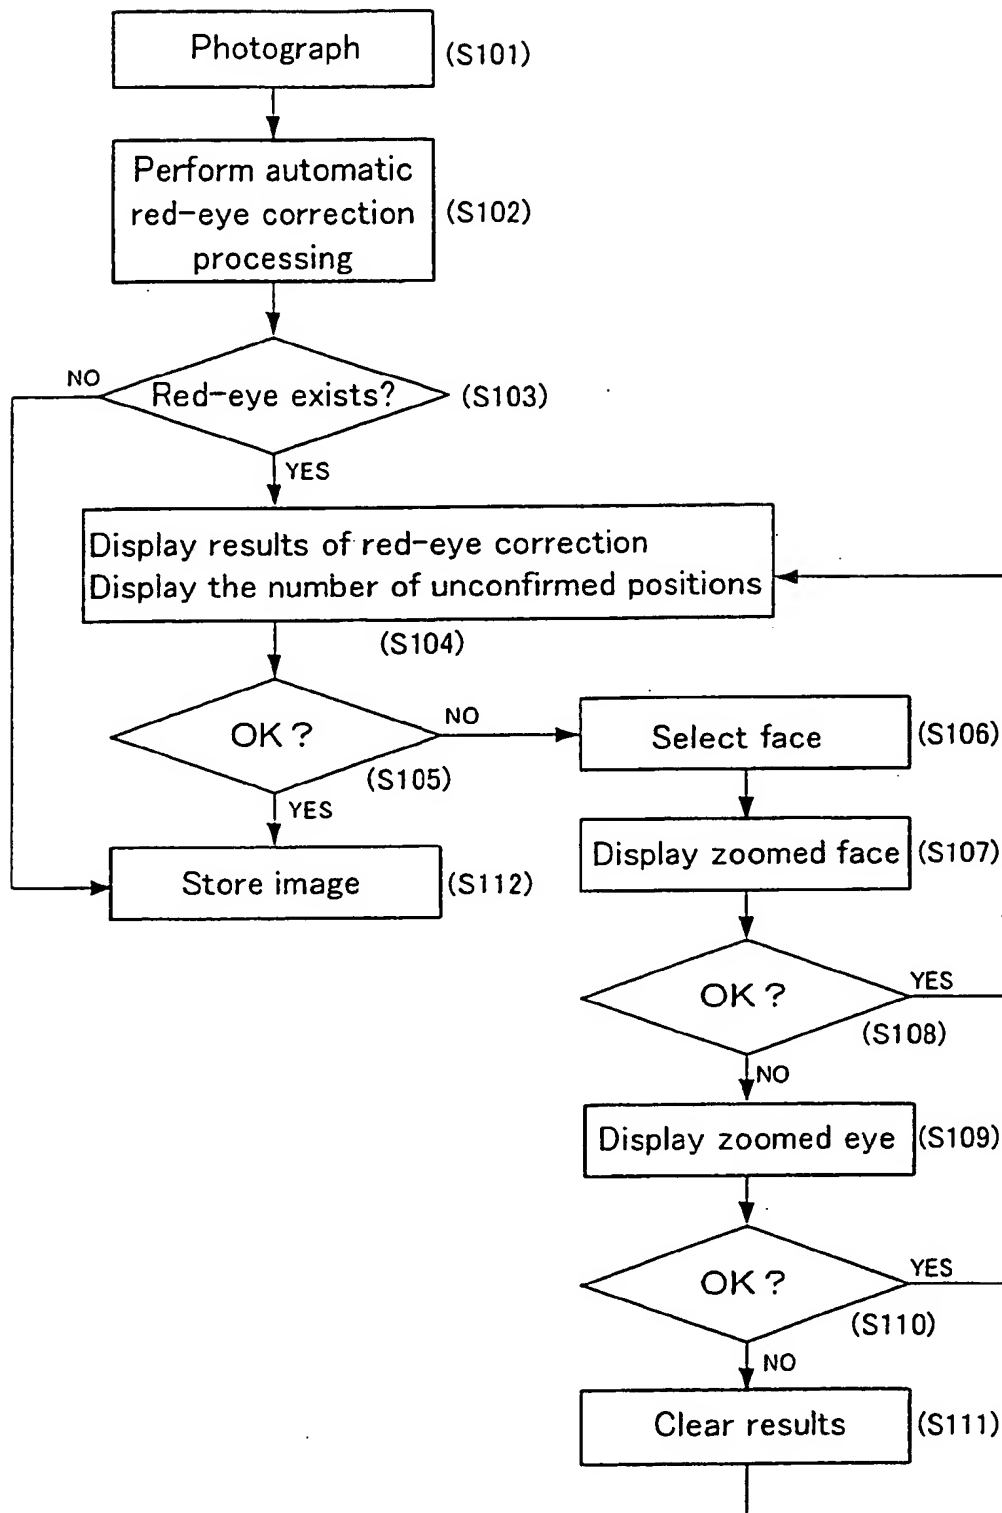 Photograph
(S101)
Perform automatic
red-eye correction
processing
(S102)
Red-eye exists?
(S103)
NO
YES
Display results of red-eye correction
Display the number of unconfirmed positions
(S104)
OK?
(S105)
NO
YES
Select face
(S106)
Display zoomed face
(S107)
Store image
(S112)
OK?
YES
(S108)
NO
Display zoomed eye
(S109)
OK?
YES
(S110)
NO
Clear results
(S111)